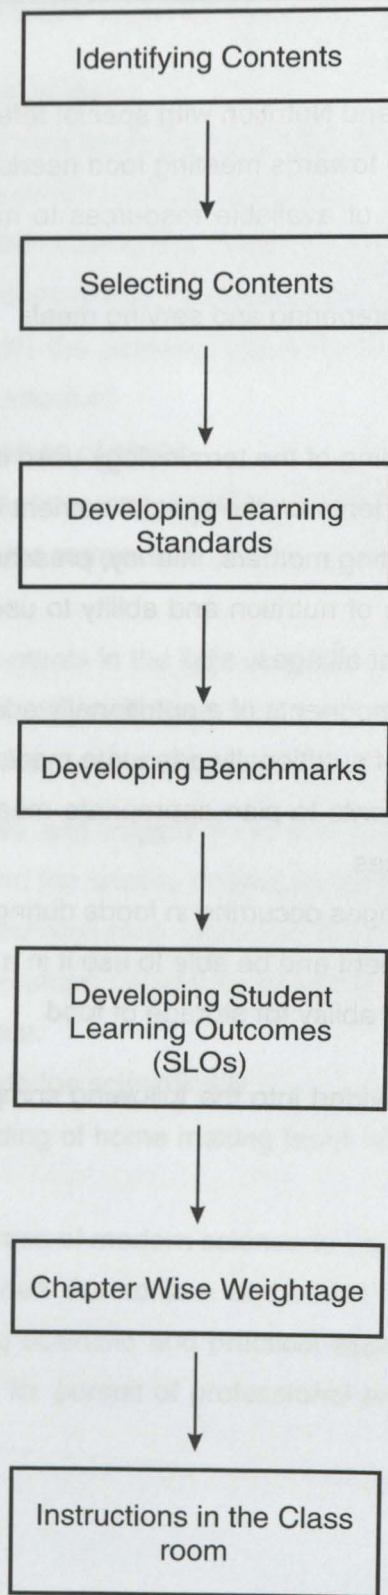 Identifying Contents
Selecting Contents
Developing Learning
Standards
Developing Benchmarks
Developing Student
Learning Outcomes
(SLOs)
Chapter Wise Weightage
Instructions in the Class
room